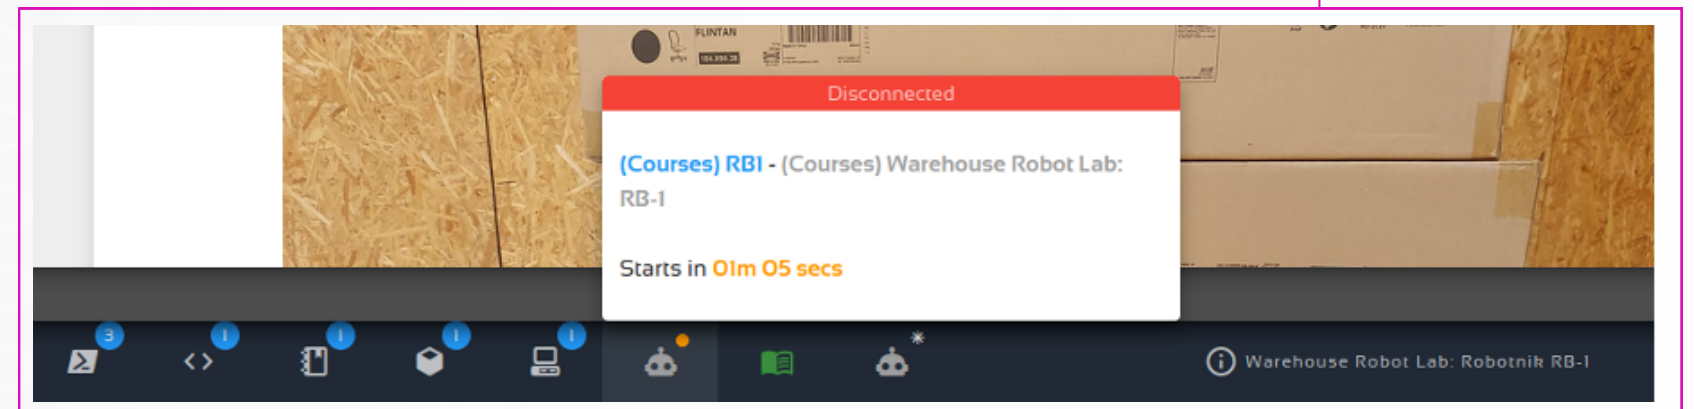 FLINTAN
Disconnected
(Courses) RB1 - (Courses) Warehouse Robot Lab:
RB-1
Starts in 01m 05 secs
3
1
1
1
1
Warehouse Robot Lab: Robotnik RB-1